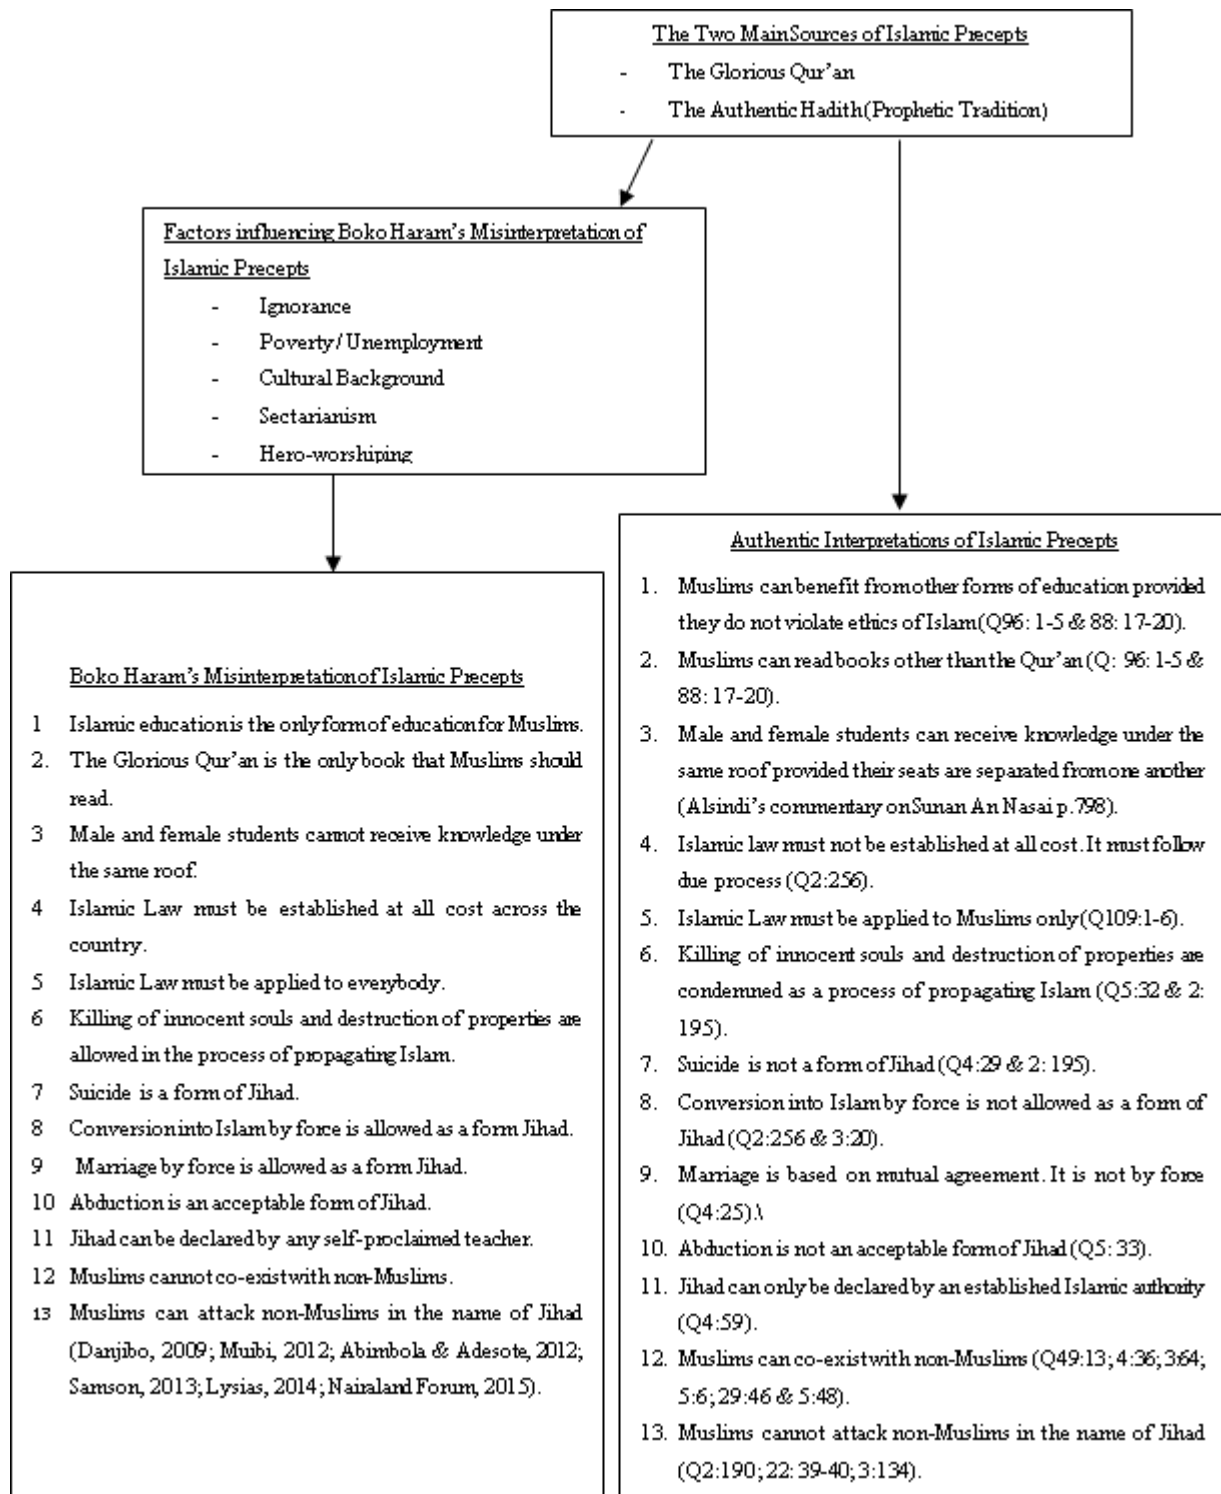 The Two Main Sources of Islamic Precepts
- The Glorious Qur'an
- The Authentic Hadith (Prophetic Tradition)
Factors influencing Boko Haram's Misinterpretation of
Islamic Precepts
- Ignorance
- Poverty / Unemployment
- Cultural Background
- Sectarianism
- Hero-worshiping
Boko Haram's Misinterpretation of Islamic Precepts
1 Islamic education is the only form of education for Muslims.
2. The Glorious Qur'an is the only book that Muslims should
read.
3 Male and female students cannot receive knowledge under
the same roof.
4 Islamic Law must be established at all cost across the
country.
5 Islamic Law must be applied to everybody.
6 Killing of innocent souls and destruction of properties are
allowed in the process of propagating Islam.
7 Suicide is a form of Jihad.
8 Conversion into Islam by force is allowed as a form Jihad.
9 Marriage by force is allowed as a form Jihad.
10 Abduction is an acceptable form of Jihad.
11 Jihad can be declared by any self-proclaimed teacher.
12 Muslims cannot co-exist with non-Muslims.
13 Muslims can attack non-Muslims in the name of Jihad
(Danjibo, 2009; Muibi, 2012; Abimbola & Adesote, 2012;
Samson, 2013; Lysias, 2014; Nairaland Forum, 2015).
Authentic Interpretations of Islamic Precepts
1. Muslims can benefit from other forms of education provided
they do not violate ethics of Islam (Q96: 1-5 & 88: 17-20).
2. Muslims can read books other than the Qur'an (Q: 96: 1-5 &
88: 17-20).
3. Male and female students can receive knowledge under the
same roof provided their seats are separated from one another
(Alsindi's commentary on Sunan An Nasai p.798).
4. Islamic law must not be established at all cost. It must follow
due process (Q2:256).
5. Islamic Law must be applied to Muslims only (Q109:1-6).
6. Killing of innocent souls and destruction of properties are
condemned as a process of propagating Islam (Q5:32 & 2:
195).
7. Suicide is not a form of Jihad (Q4:29 & 2: 195).
8. Conversion into Islam by force is not allowed as a form of
Jihad (Q2:256 & 3:20).
9. Marriage is based on mutual agreement. It is not by force
(Q4:25).\
10. Abduction is not an acceptable form of Jihad (Q5: 33).
11. Jihad can only be declared by an established Islamic authority
(Q4:59).
12. Muslims can co-exist with non-Muslims (Q49:13; 4:36; 3:64;
5:6; 29:46 & 5:48).
13. Muslims cannot attack non-Muslims in the name of Jihad
(Q2:190; 22: 39-40; 3:134).